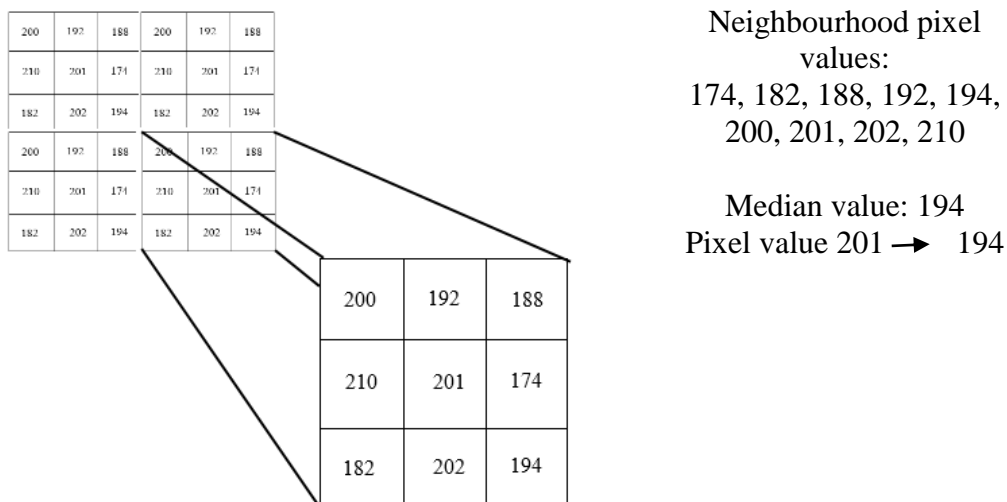 200 192 188 200 192 188
210 201 174 210 201 174
182 202 194 182 202 194
200 192 188 200 192 188
210 201 174 210 201 174
182 202 194 182 202 194
200 192 188
210 201 174
182 202 194
Neighbourhood pixel
values:
174, 182, 188, 192, 194,
200, 201, 202, 210
Median value: 194
Pixel value 201 → 194